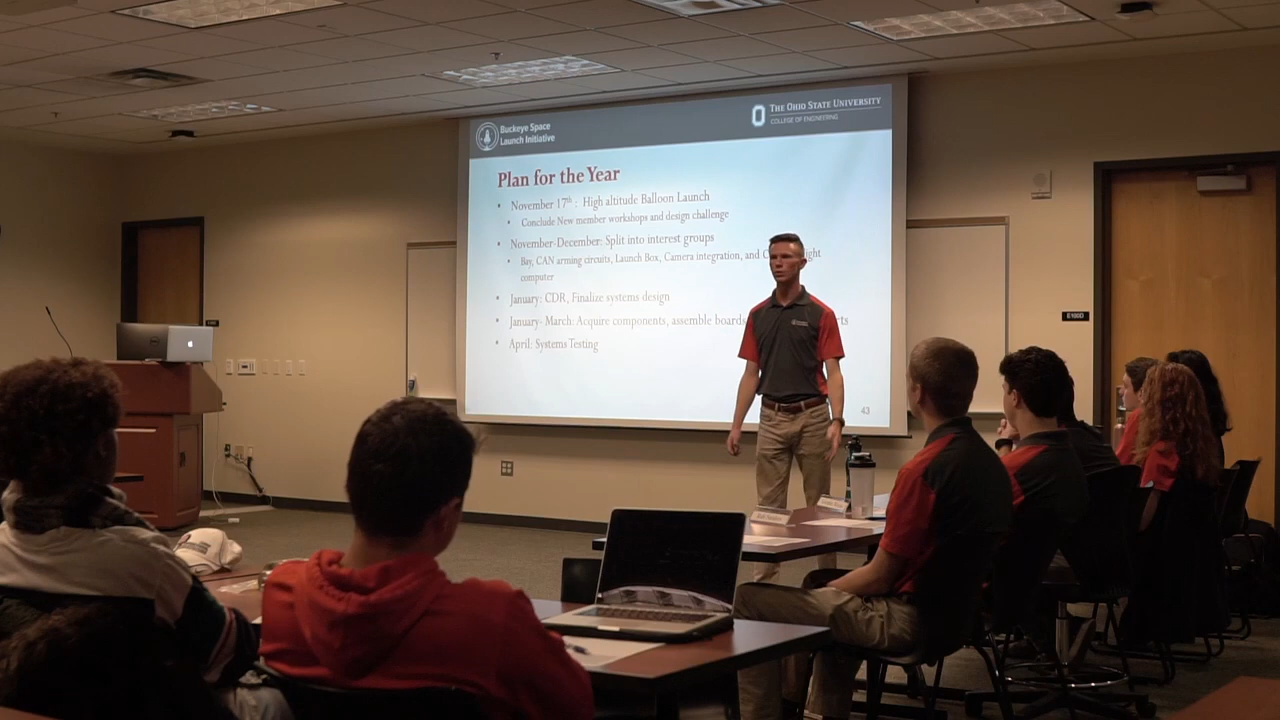 Buckeye Space
Launch Initiative
THE OHIO STATE UNIVERSITY
COLLEGE OF ENGINEERING
Plan for the Year
• November 17th : High altitude Balloon Launch
• Conclude New member workshops and design challenge
• November-December: Split into interest groups
• Bay, CAN arming circuits, Launch Box, Camera integration, and
computer
• January: CDR, Finalize systems design
• January- March: Acquire components, assemble boards
• April: Systems Testing
43
E100D